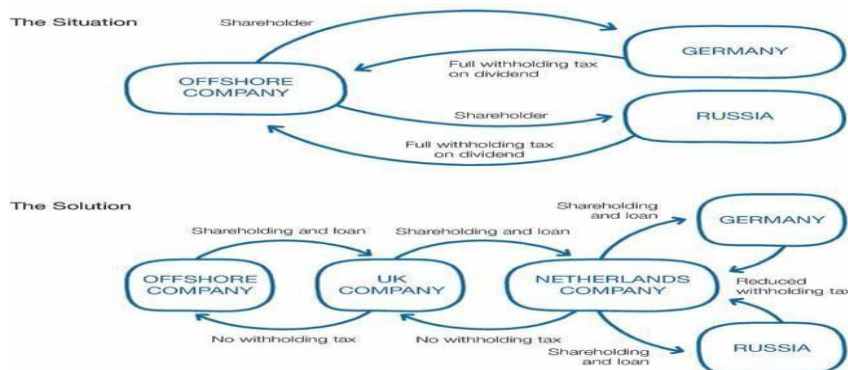 The Situation
Shareholder
GERMANY
Full withholding tax
on dividend
OFFSHORE
COMPANY
Shareholder
RUSSIA
Full withholding tax
on dividend
The Solution
Shareholding
and loan
GERMANY
Shareholding and loan
Shareholding and loan
OFFSHORE
COMPANY
UK
COMPANY
NETHERLANDS
COMPANY
Reduced
withholding tax
No withholding tax
No withholding tax
Shareholding
and loan
RUSSIA